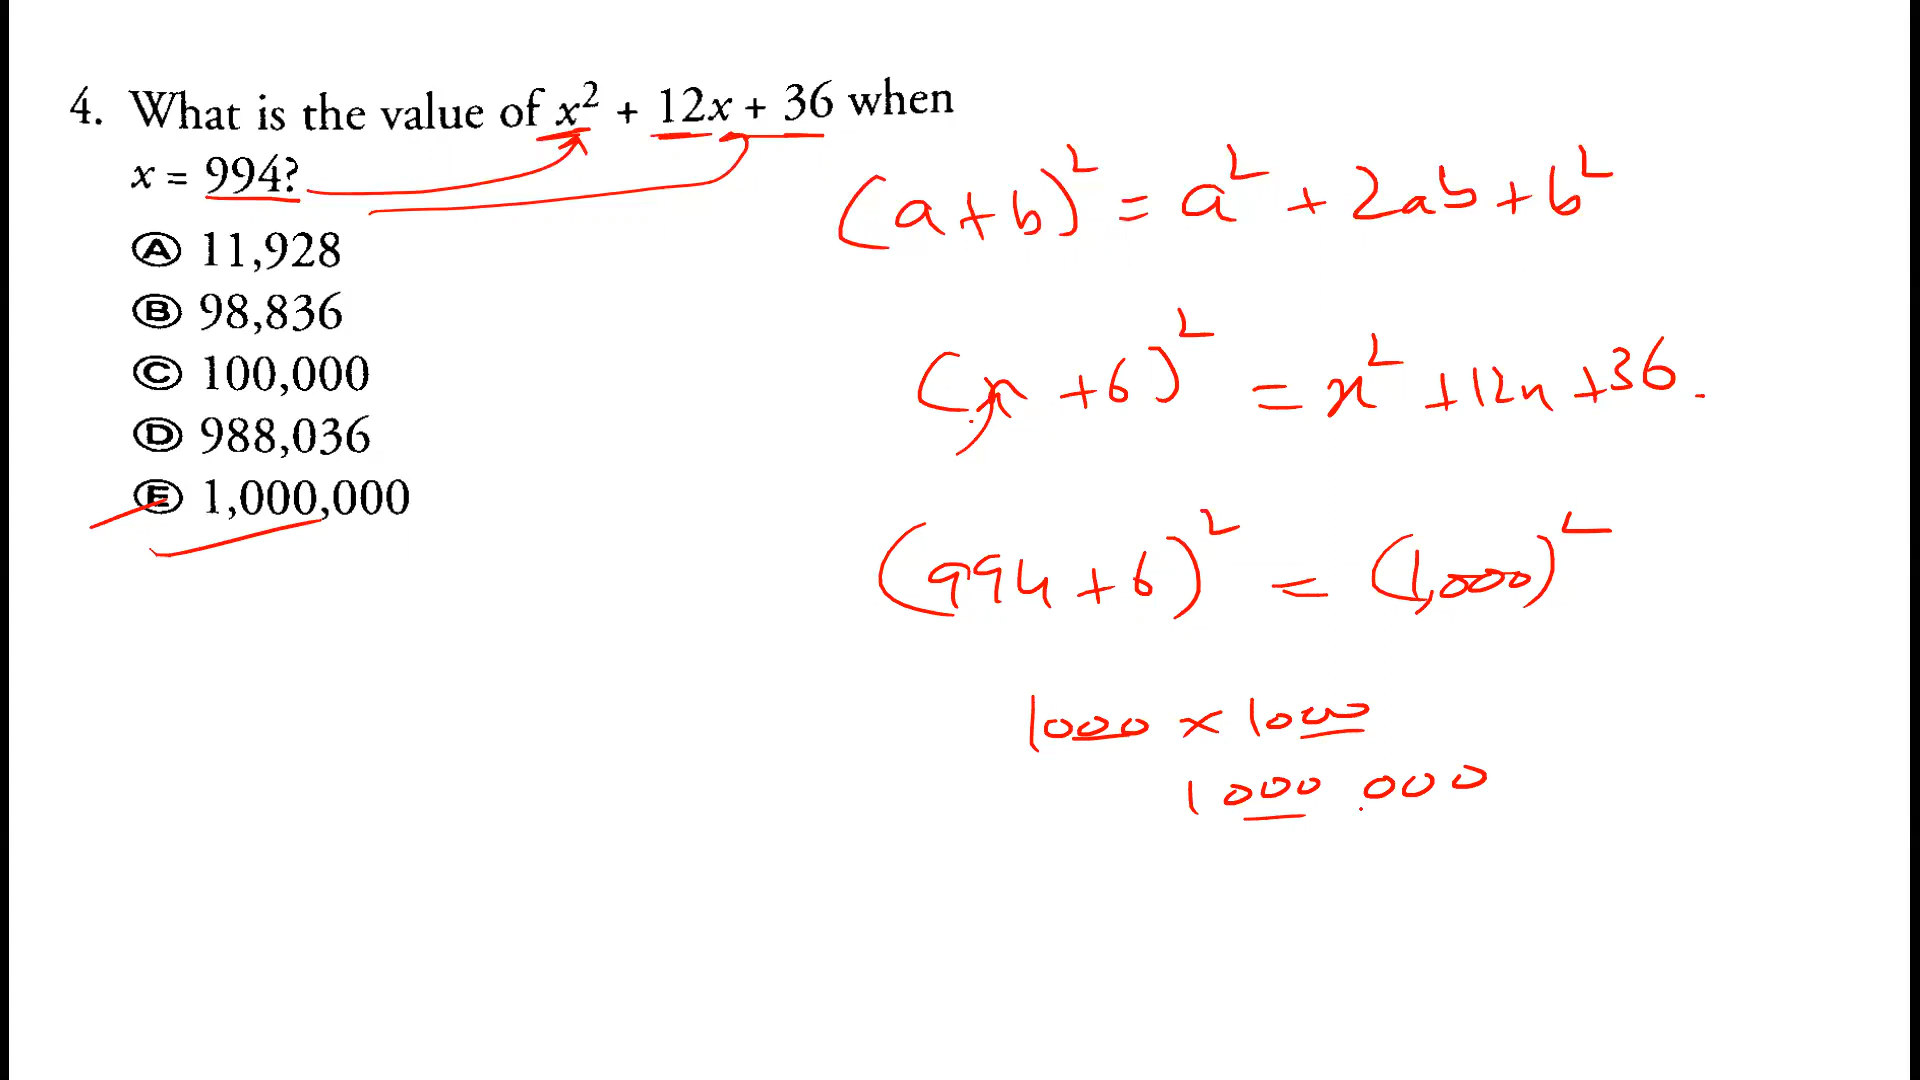 4. What is the value of x² + 12x + 36 when
x = 994?
(A) 11,928
(B) 98,836
(C) 100,000
(D) 988,036
(E) 1,000,000
(a+b)² = a² + 2ab + b²
(x+6)² = x² + 12x + 36.
(994+6)² = (1,000)²
1000 × 1000
1 000 000